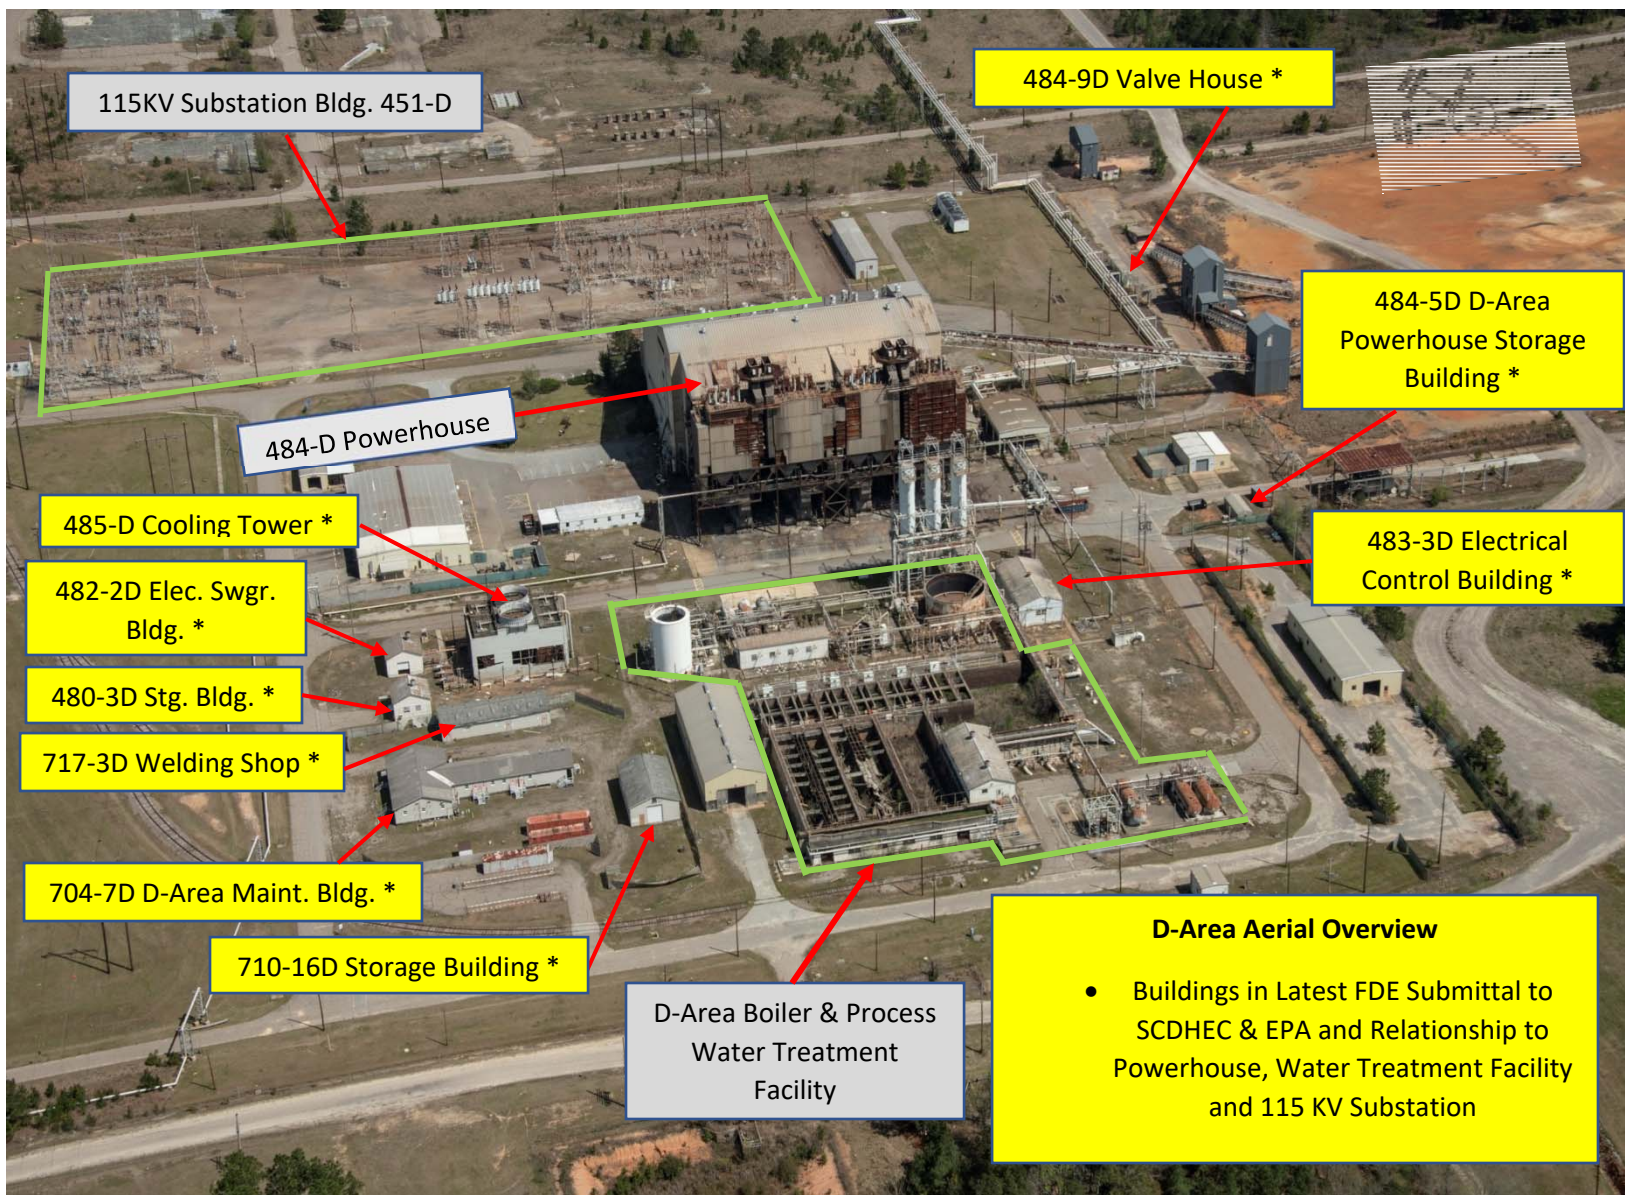 115KV Substation Bldg. 451-D
484-9D Valve House *
484-5D D-Area
Powerhouse Storage
Building *
484-D Powerhouse
485-D Cooling Tower *
483-3D Electrical
Control Building *
482-2D Elec. Swgr.
Bldg. *
480-3D Stg. Bldg. *
717-3D Welding Shop *
704-7D D-Area Maint. Bldg. *
710-16D Storage Building *
D-Area Boiler & Process
Water Treatment
Facility
D-Area Aerial Overview
• Buildings in Latest FDE Submittal to
SCDHEC & EPA and Relationship to
Powerhouse, Water Treatment Facility
and 115 KV Substation